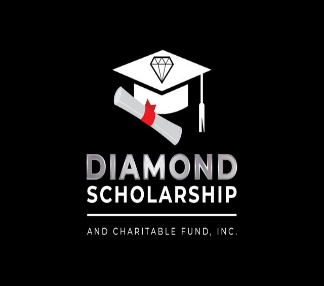 DIAMOND
SCHOLARSHIP
AND CHARITABLE FUND, INC.